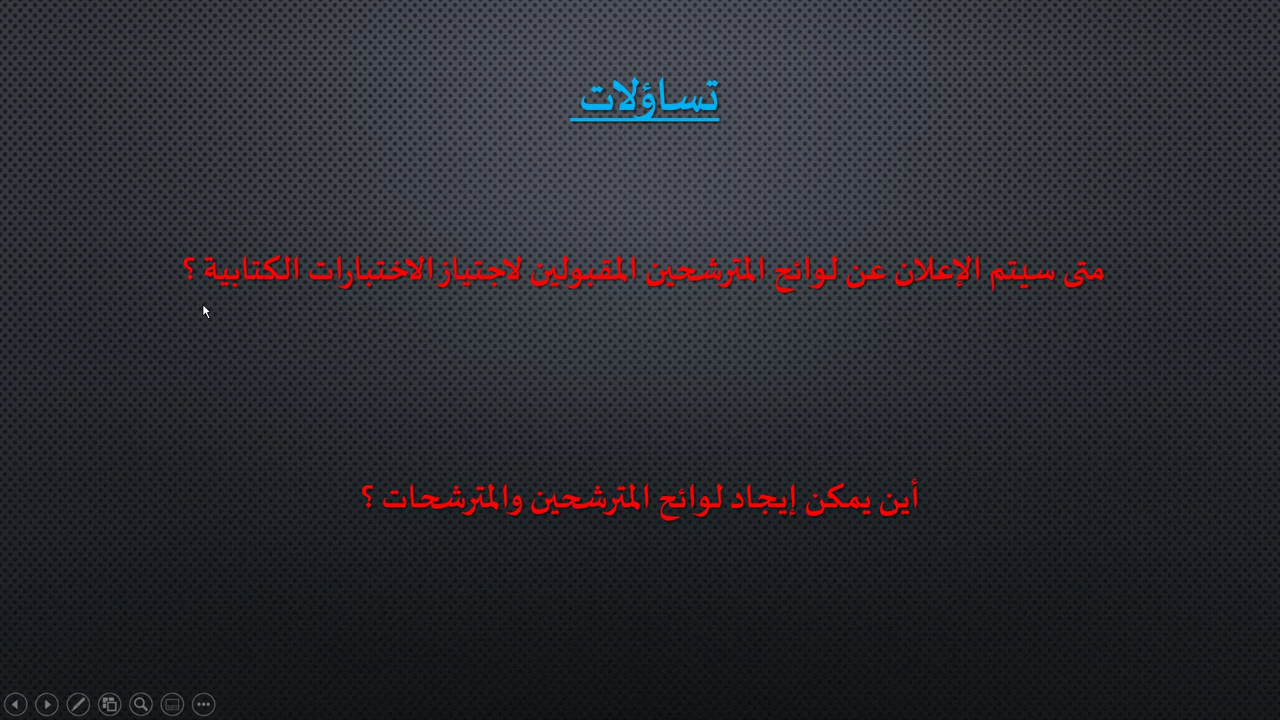 تساؤلات
متى سيتم الإعلان عن لوائح المترشحين المقبولين لاجتياز الاختبارات الكتابية ؟
أين يمكن إيجاد لوائح المترشحين والمترشحات ؟